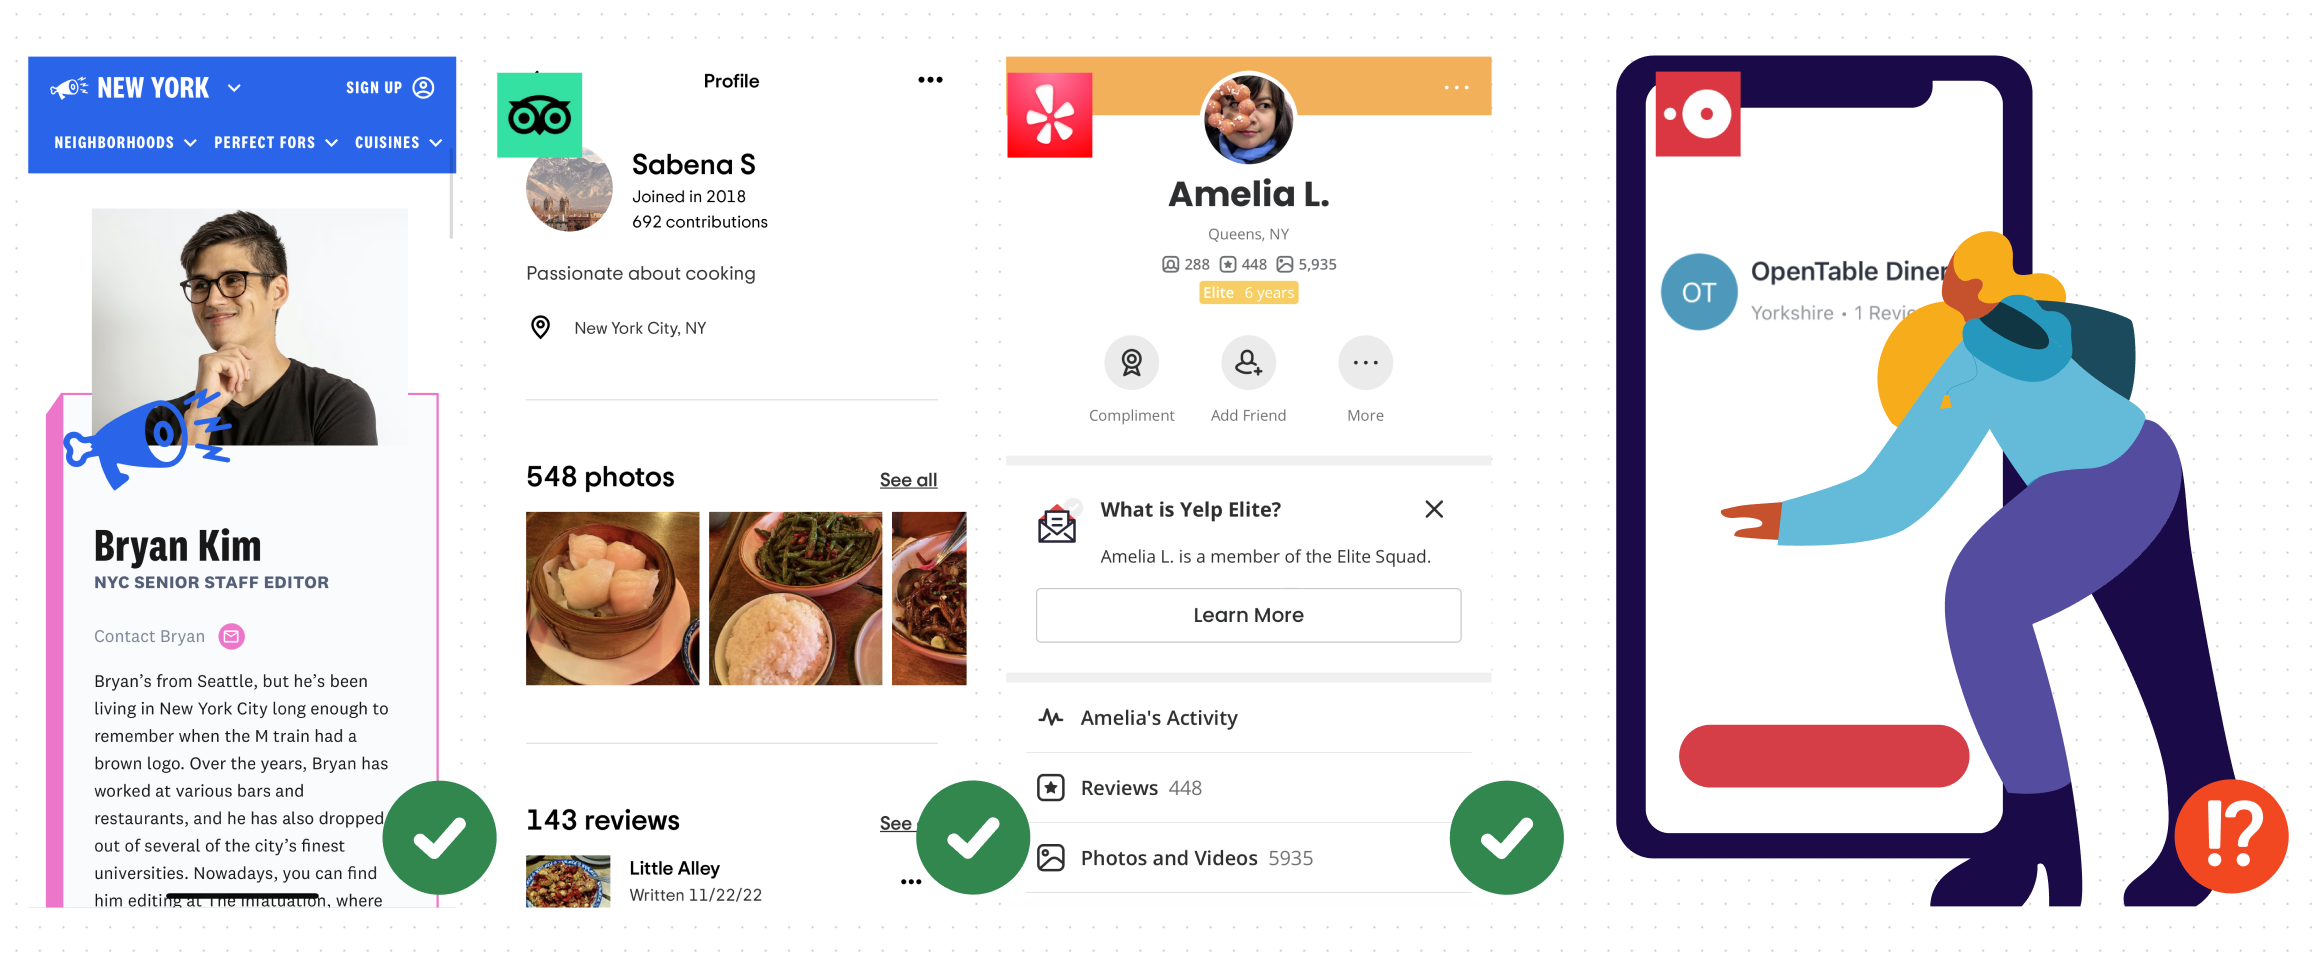 NEW YORK
SIGN UP
NEIGHBORHOODS
PERFECT FORS
CUISINES
Bryan Kim
NYC SENIOR STAFF EDITOR
Contact Bryan
Bryan’s from Seattle, but he’s been
living in New York City long enough to
remember when the M train had a
brown logo. Over the years, Bryan has
worked at various bars and
restaurants, and he has also dropped
out of several of the city’s finest
universities. Nowadays, you can find
him editing at The Infatuation, where
Profile
Sabena S
Joined in 2018
692 contributions
Passionate about cooking
New York City, NY
548 photos
See all
143 reviews
See
Little Alley
Written 11/22/22
Amelia L.
Queens, NY
288 448 5,935
Elite 6 years
Compliment
Add Friend
More
What is Yelp Elite?
Amelia L. is a member of the Elite Squad.
Learn More
Amelia's Activity
Reviews 448
Photos and Videos 5935
OT
OpenTable Diner
Yorkshire • 1 Revie
!?